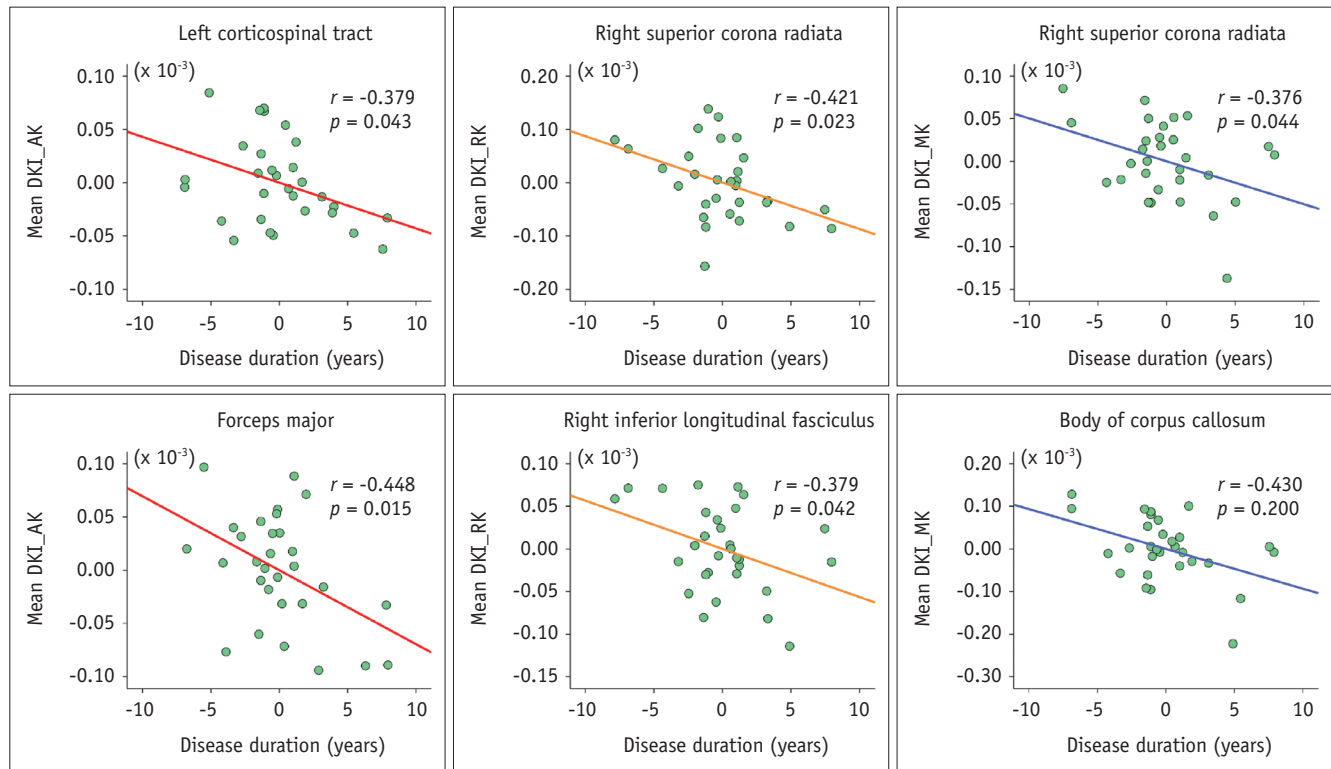 Left corticospinal tract
(x 10⁻³)
r = -0.379
p = 0.043
0.10
0.05
0.00
-0.05
-0.10
Mean DKI_AK
-10 -5 0 5 10
Disease duration (years)
Right superior corona radiata
(x 10⁻³)
r = -0.421
p = 0.023
0.20
0.10
0.00
-0.10
-0.20
Mean DKI_RK
-10 -5 0 5 10
Disease duration (years)
Right superior corona radiata
(x 10⁻³)
r = -0.376
p = 0.044
0.10
0.05
0.00
-0.05
-0.10
-0.15
Mean DKI_MK
-10 -5 0 5 10
Disease duration (years)
Forceps major
(x 10⁻³)
r = -0.448
p = 0.015
0.10
0.05
0.00
-0.05
-0.10
Mean DKI_AK
-10 -5 0 5 10
Disease duration (years)
Right inferior longitudinal fasciculus
(x 10⁻³)
r = -0.379
p = 0.042
0.10
0.05
0.00
-0.05
-0.10
-0.15
Mean DKI_RK
-10 -5 0 5 10
Disease duration (years)
Body of corpus callosum
(x 10⁻³)
r = -0.430
p = 0.200
0.20
0.10
0.00
-0.10
-0.20
-0.30
Mean DKI_MK
-10 -5 0 5 10
Disease duration (years)